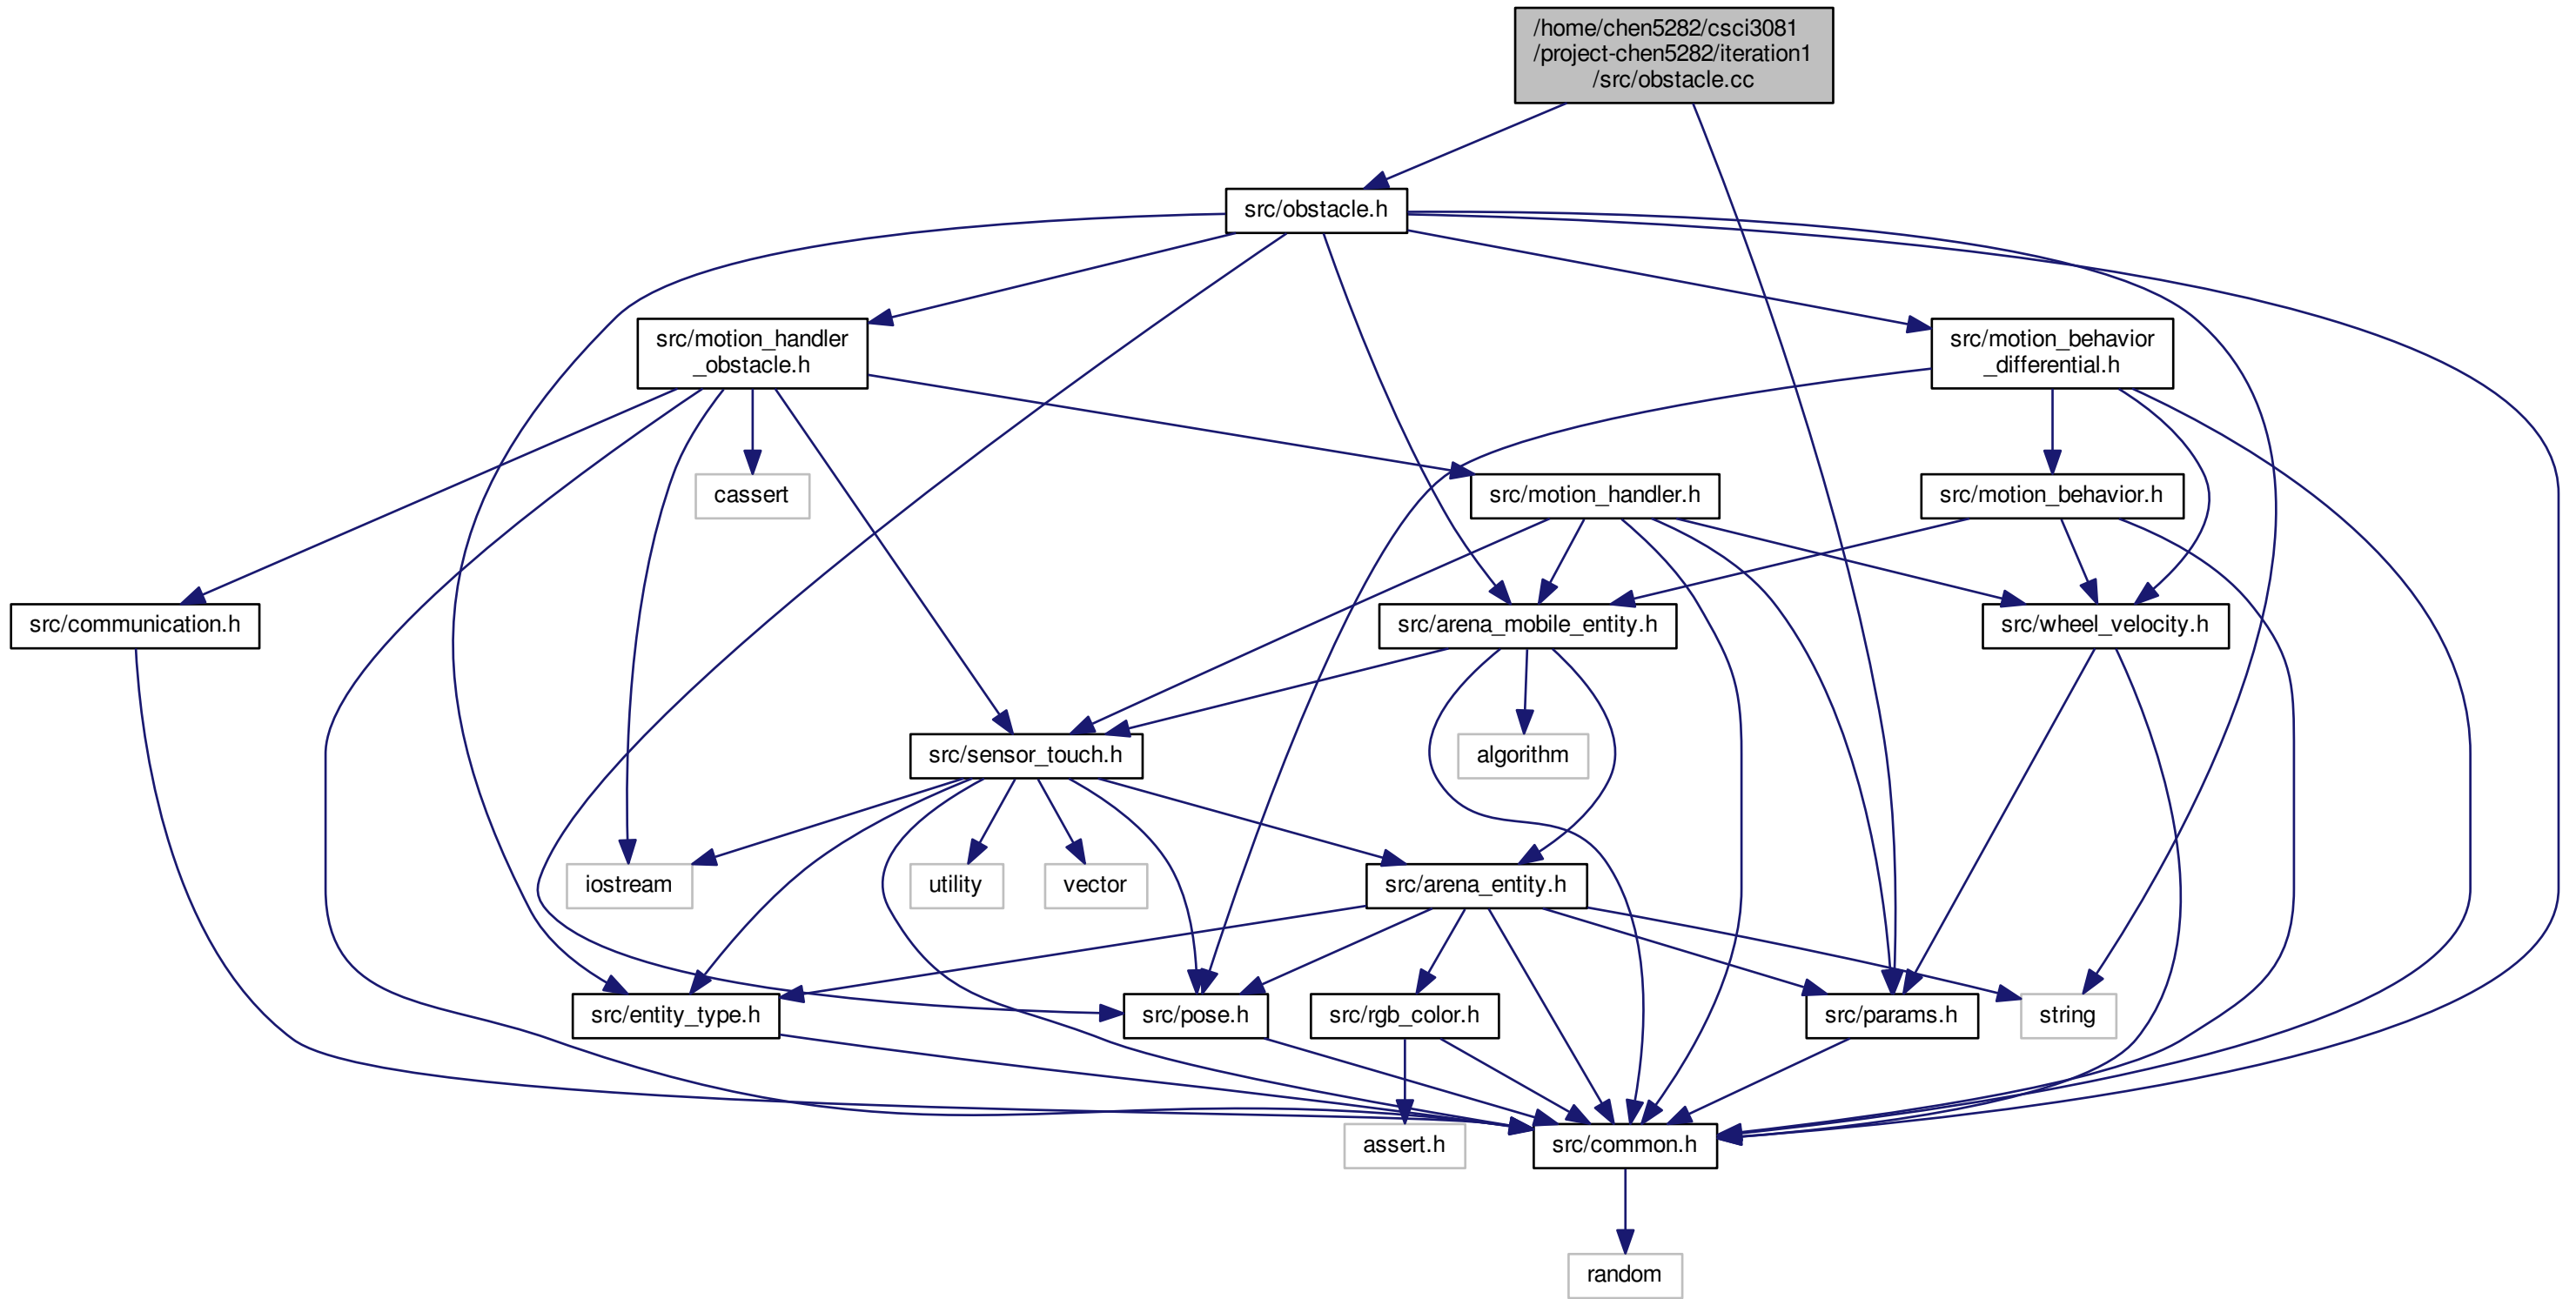 /home/chen5282/csci3081
/project-chen5282/iteration1
/src/obstacle.cc
src/obstacle.h
src/motion_handler
_obstacle.h
src/motion_behavior
_differential.h
cassert
src/motion_handler.h
src/motion_behavior.h
src/communication.h
src/arena_mobile_entity.h
src/wheel_velocity.h
src/sensor_touch.h
algorithm
iostream
utility
vector
src/arena_entity.h
src/entity_type.h
src/pose.h
src/rgb_color.h
src/params.h
string
assert.h
src/common.h
random